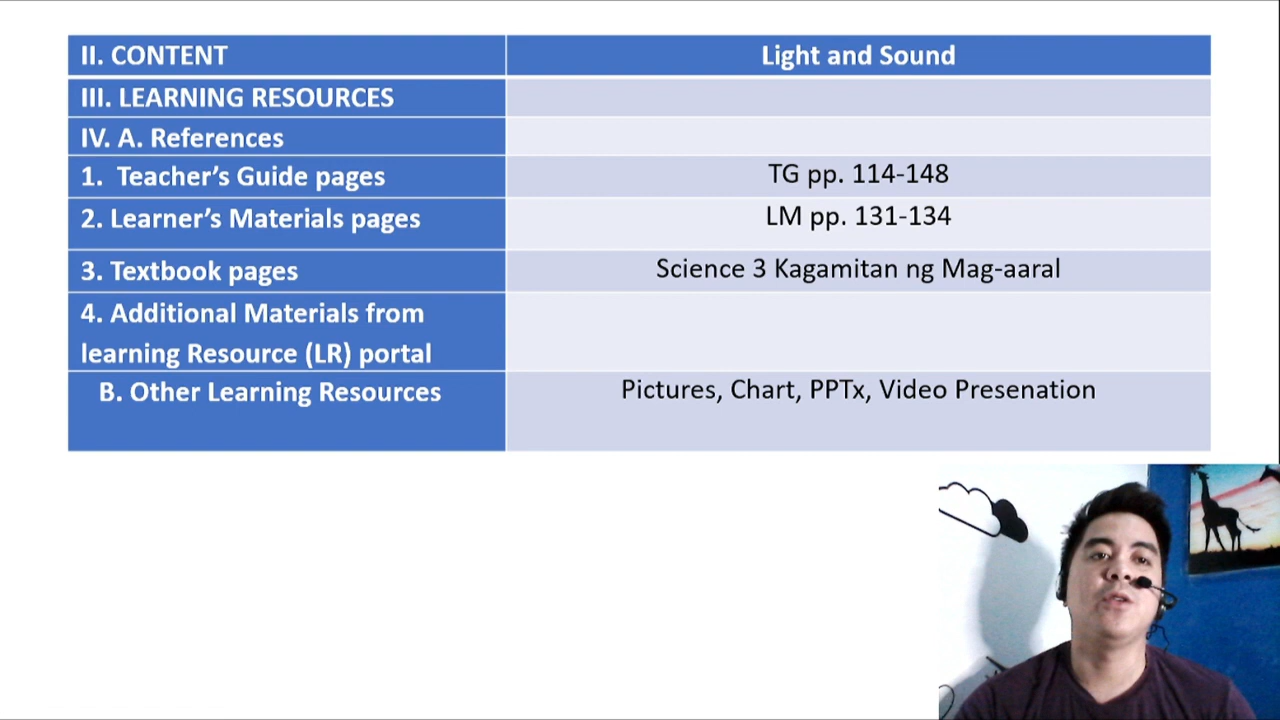 II. CONTENT
Light and Sound
III. LEARNING RESOURCES
IV. A. References
1. Teacher’s Guide pages
TG pp. 114-148
2. Learner’s Materials pages
LM pp. 131-134
3. Textbook pages
Science 3 Kagamitan ng Mag-aaral
4. Additional Materials from
learning Resource (LR) portal
B. Other Learning Resources
Pictures, Chart, PPTx, Video Presenation